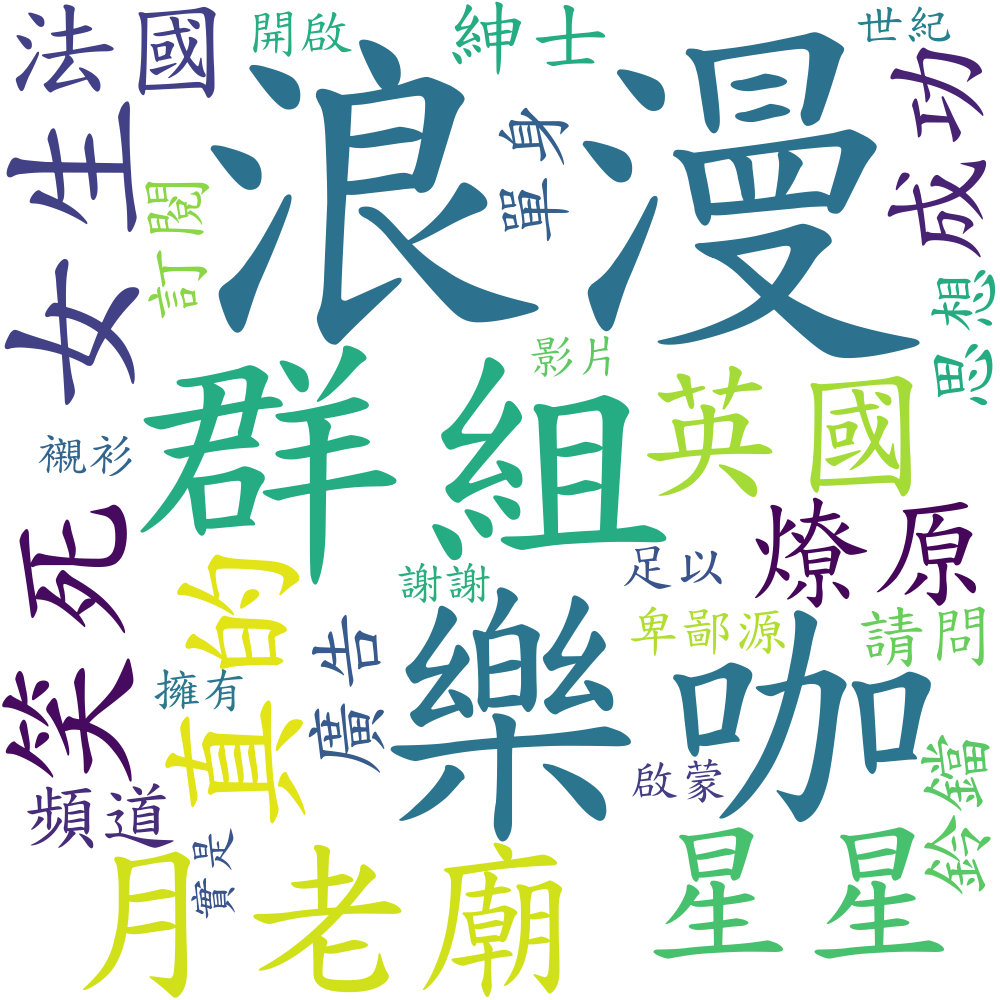 法國
開啟
紳士
世紀
浪漫
成功
女生
訂閱
單身
思想
影片
群組
英國
襯衫
笑死
真的
謝謝
足以
燎原
樂咖
卑鄙源
請問
廣告
擁有
啟蒙
鈴鐺
頻道
實是
月老廟
星星